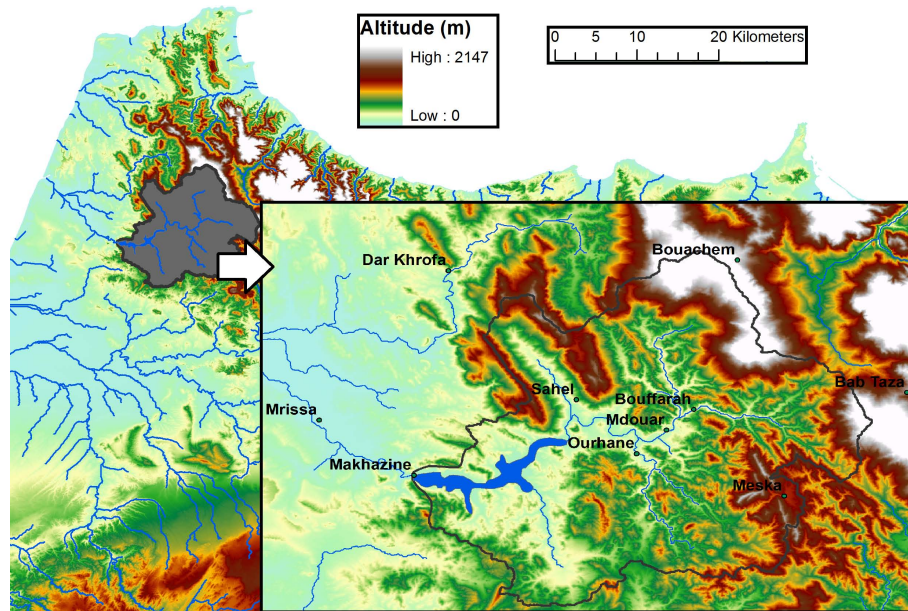 Altitude (m)
High : 2147
Low : 0
0 5 10 20 Kilometers
Bouachem
Dar Khrofa
Bab Taza
Sahel
Bouffarah
Mrissa
Mdouar
Ourhane
Makhazine
Meska